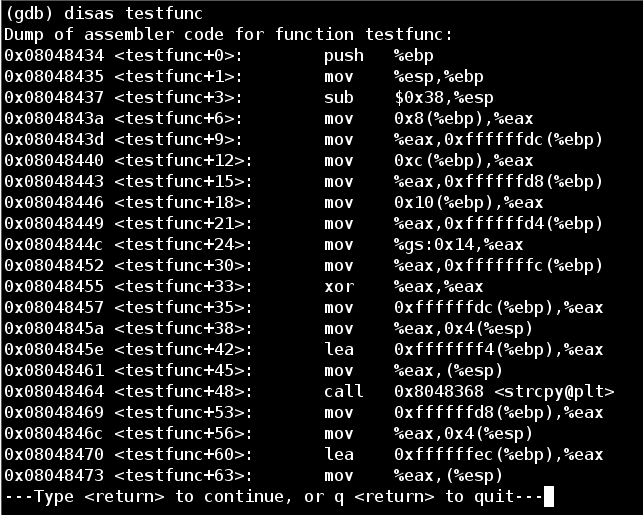 (gdb) disas testfunc
Dump of assembler code for function testfunc:
0x08048434 <testfunc+0>:        push   %ebp
0x08048435 <testfunc+1>:        mov    %esp,%ebp
0x08048437 <testfunc+3>:        sub    $0x38,%esp
0x0804843a <testfunc+6>:        mov    0x8(%ebp),%eax
0x0804843d <testfunc+9>:        mov    %eax,0xffffffdc(%ebp)
0x08048440 <testfunc+12>:       mov    0xc(%ebp),%eax
0x08048443 <testfunc+15>:       mov    %eax,0xffffffd8(%ebp)
0x08048446 <testfunc+18>:       mov    0x10(%ebp),%eax
0x08048449 <testfunc+21>:       mov    %eax,0xffffffd4(%ebp)
0x0804844c <testfunc+24>:       mov    %gs:0x14,%eax
0x08048452 <testfunc+30>:       mov    %eax,0xfffffffc(%ebp)
0x08048455 <testfunc+33>:       xor    %eax,%eax
0x08048457 <testfunc+35>:       mov    0xffffffdc(%ebp),%eax
0x0804845a <testfunc+38>:       mov    %eax,0x4(%esp)
0x0804845e <testfunc+42>:       lea    0xfffffff4(%ebp),%eax
0x08048461 <testfunc+45>:       mov    %eax,(%esp)
0x08048464 <testfunc+48>:       call   0x8048368 <strcpy@plt>
0x08048469 <testfunc+53>:       mov    0xffffffd8(%ebp),%eax
0x0804846c <testfunc+56>:       mov    %eax,0x4(%esp)
0x08048470 <testfunc+60>:       lea    0xffffffec(%ebp),%eax
0x08048473 <testfunc+63>:       mov    %eax,(%esp)
---Type <return> to continue, or q <return> to quit---